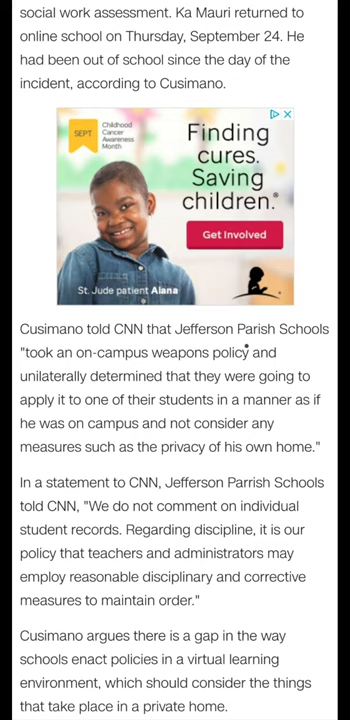 social work assessment. Ka Mauri returned to
online school on Thursday, September 24. He
had been out of school since the day of the
incident, according to Cusimano.
SEPT
Childhood
Cancer
Awareness
Month
Finding
cures.
Saving
children.®
Get Involved
St. Jude patient Alana
Cusimano told CNN that Jefferson Parish Schools
"took an on-campus weapons policy and
unilaterally determined that they were going to
apply it to one of their students in a manner as if
he was on campus and not consider any
measures such as the privacy of his own home."
In a statement to CNN, Jefferson Parrish Schools
told CNN, "We do not comment on individual
student records. Regarding discipline, it is our
policy that teachers and administrators may
employ reasonable disciplinary and corrective
measures to maintain order."
Cusimano argues there is a gap in the way
schools enact policies in a virtual learning
environment, which should consider the things
that take place in a private home.